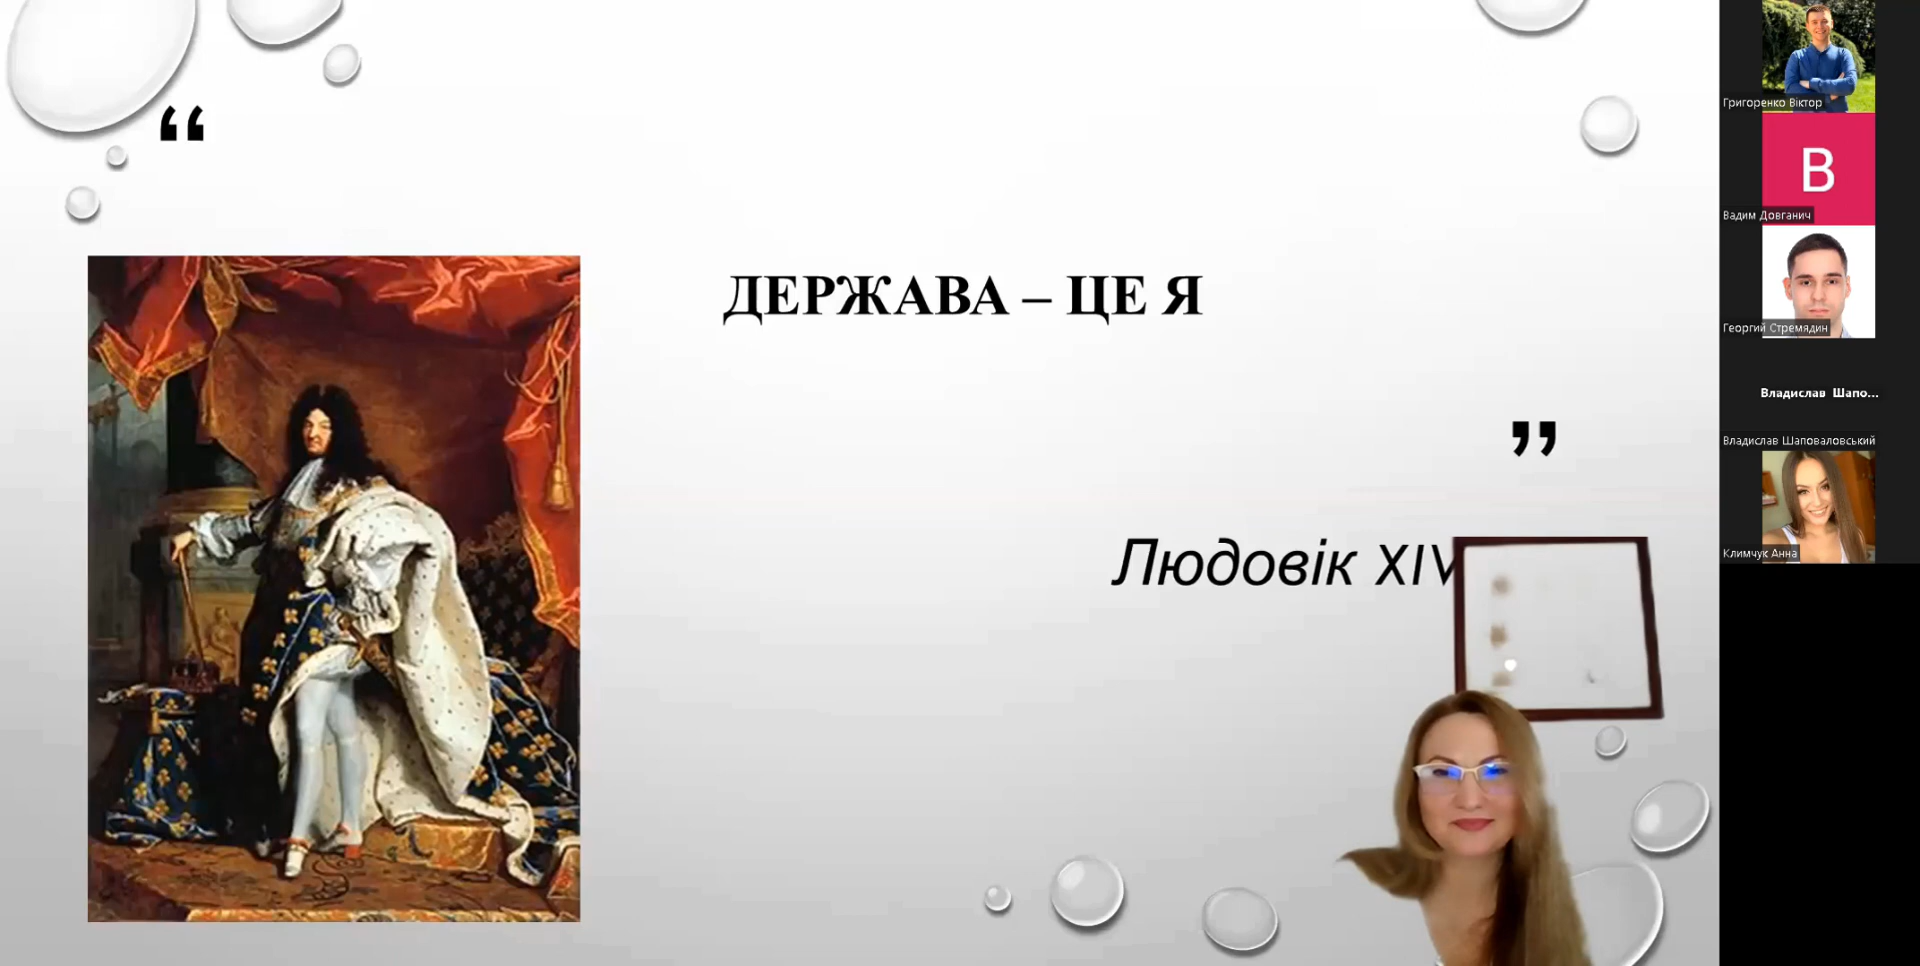 “
ДЕРЖАВА – ЦЕ Я
”
Людовік XIV
Григоренко Віктор
В
Вадим Довганич
Георгий Стремядин
Владислав Шапо...
Владислав Шаповаловський
Климчук Анна